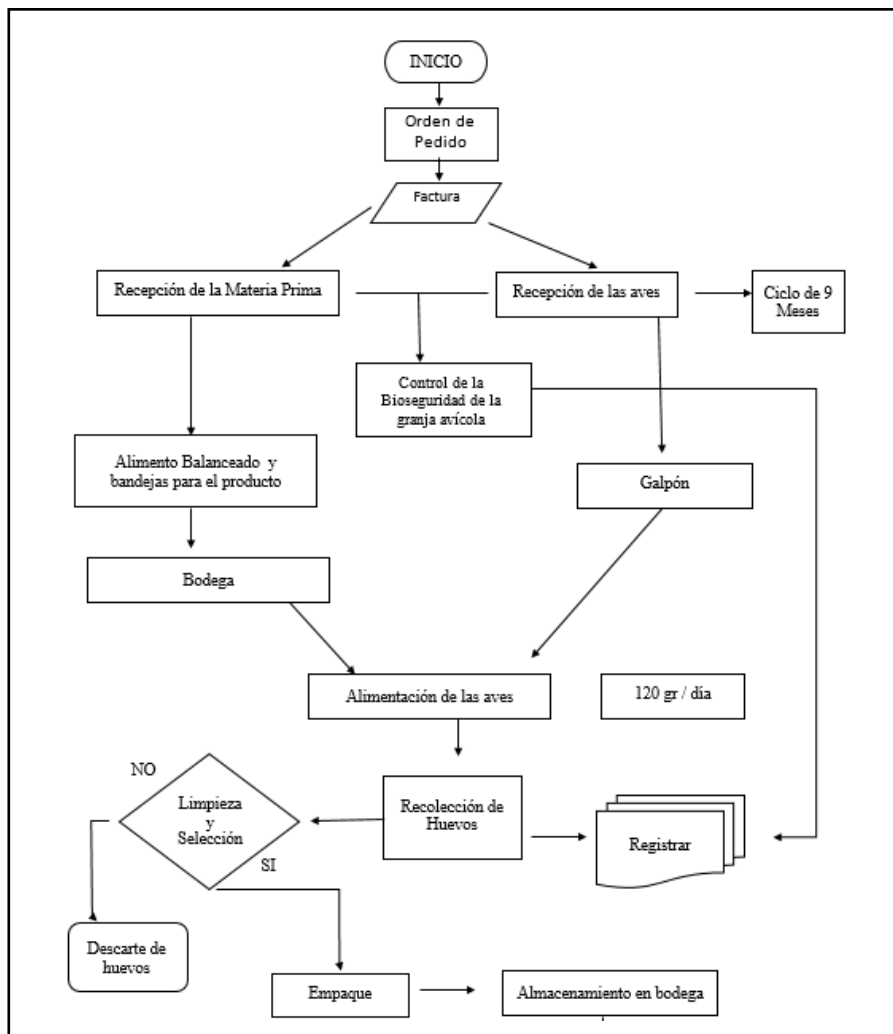 INICIO
Orden de
Pedido
Factura
Recepción de la Materia Prima
Recepción de las aves
Ciclo de 9
Meses
Control de la
Bioseguridad de la
granja avícola
Alimento Balanceado y
bandejas para el producto
Galpón
Bodega
Alimentación de las aves
120 gr / día
NO
Limpieza
y
Selección
SI
Recolección de
Huevos
Registrar
Descarte de
huevos
Empaque
Almacenamiento en bodega